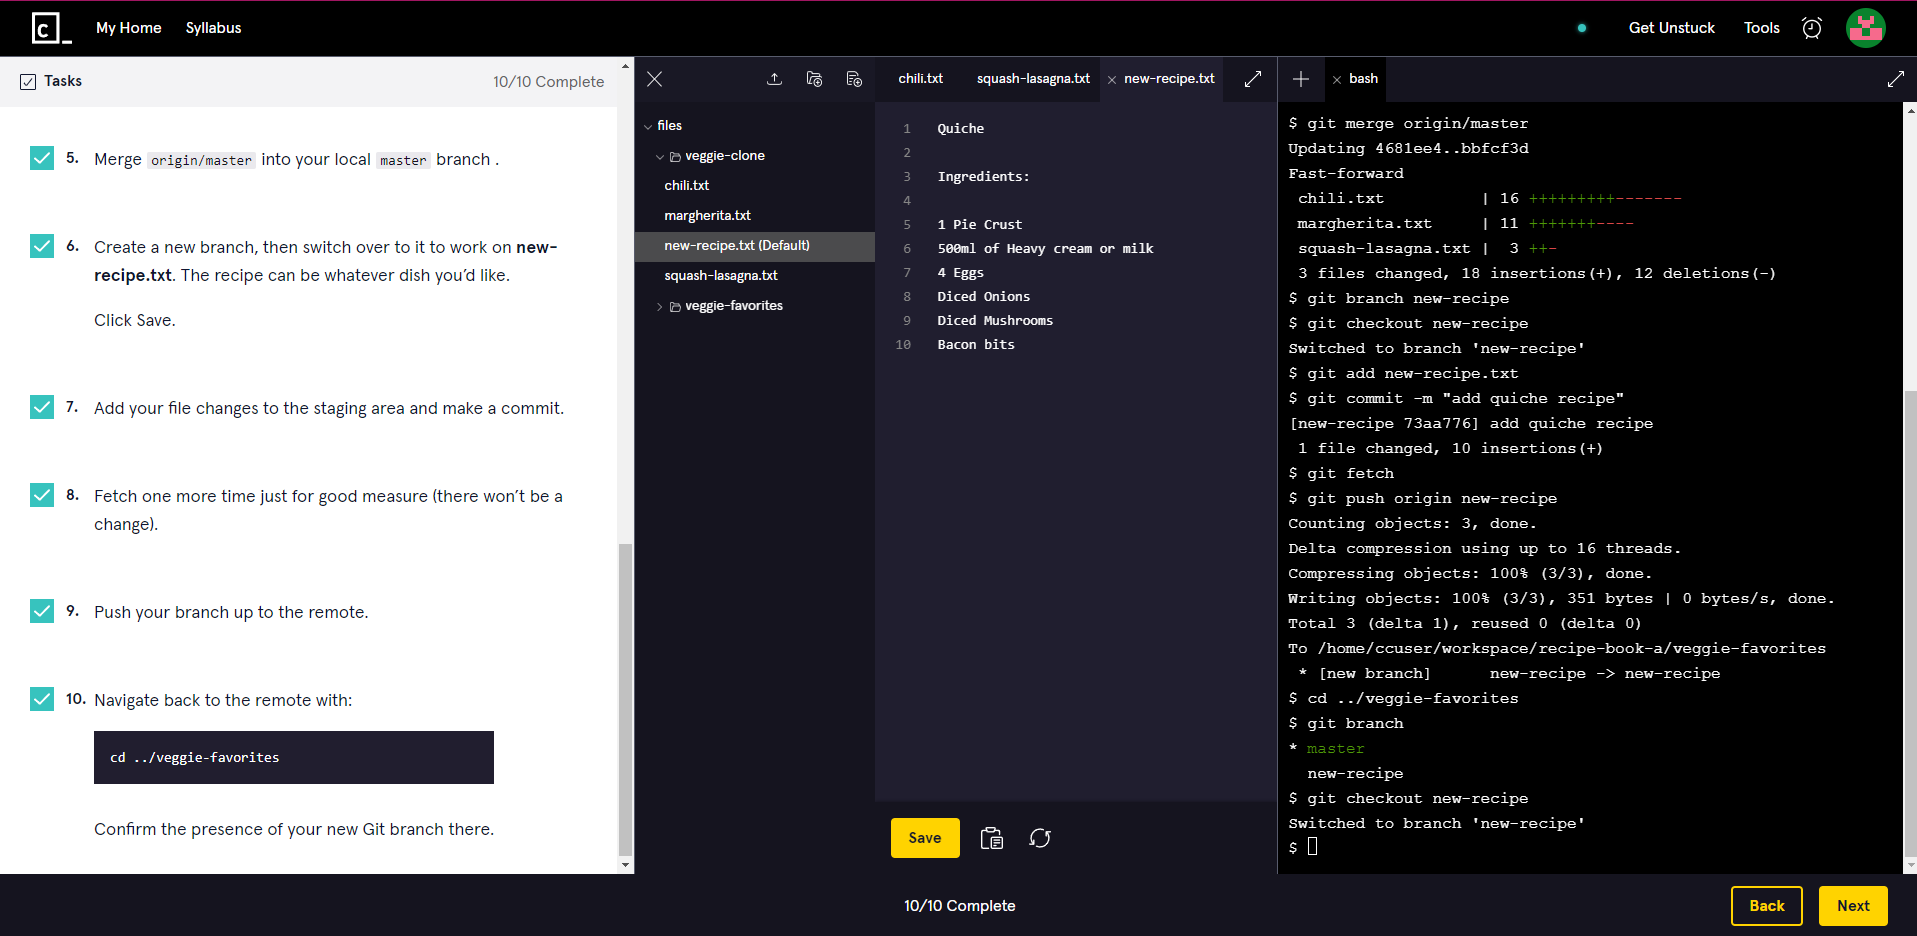 c_
My Home
Syllabus
Get Unstuck
Tools
Tasks
10/10 Complete
5. Merge origin/master into your local master branch .
6. Create a new branch, then switch over to it to work on new-
recipe.txt. The recipe can be whatever dish you’d like.
Click Save.
7. Add your file changes to the staging area and make a commit.
8. Fetch one more time just for good measure (there won’t be a
change).
9. Push your branch up to the remote.
10. Navigate back to the remote with:
cd ../veggie-favorites
Confirm the presence of your new Git branch there.
files
veggie-clone
chili.txt
margherita.txt
new-recipe.txt (Default)
squash-lasagna.txt
veggie-favorites
chili.txt
squash-lasagna.txt
new-recipe.txt
1 Quiche
2
3 Ingredients:
4
5 1 Pie Crust
6 500ml of Heavy cream or milk
7 4 Eggs
8 Diced Onions
9 Diced Mushrooms
10 Bacon bits
Save
bash
$ git merge origin/master
Updating 4681ee4..bbfcf3d
Fast-forward
chili.txt | 16 +++++++++-------
margherita.txt | 11 +++++++----
squash-lasagna.txt | 3 ++-
3 files changed, 18 insertions(+), 12 deletions(-)
$ git branch new-recipe
$ git checkout new-recipe
Switched to branch 'new-recipe'
$ git add new-recipe.txt
$ git commit -m "add quiche recipe"
[new-recipe 73aa776] add quiche recipe
1 file changed, 10 insertions(+)
$ git fetch
$ git push origin new-recipe
Counting objects: 3, done.
Delta compression using up to 16 threads.
Compressing objects: 100% (3/3), done.
Writing objects: 100% (3/3), 351 bytes | 0 bytes/s, done.
Total 3 (delta 1), reused 0 (delta 0)
To /home/ccuser/workspace/recipe-book-a/veggie-favorites
* [new branch] new-recipe -> new-recipe
$ cd ../veggie-favorites
$ git branch
* master
new-recipe
$ git checkout new-recipe
Switched to branch 'new-recipe'
$
10/10 Complete
Back
Next